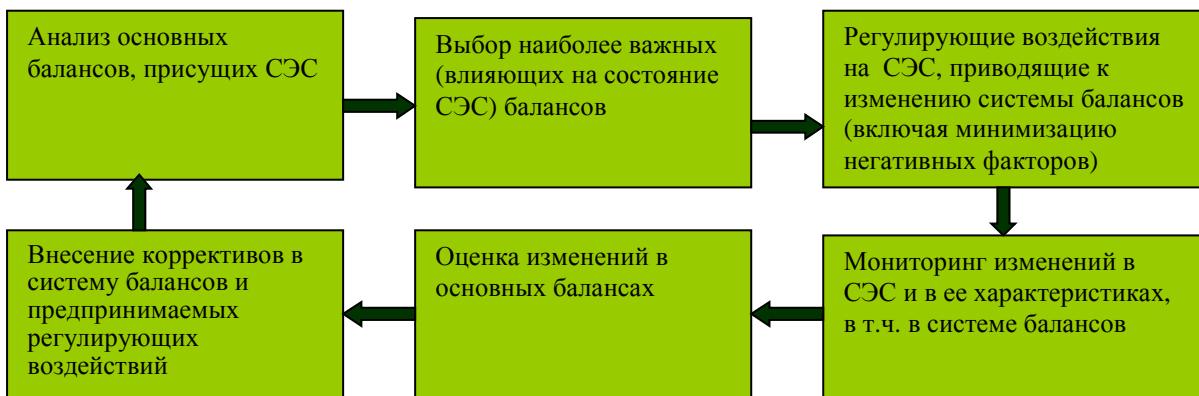 Анализ основных
балансов, присущих СЭС
Выбор наиболее важных
(влияющих на состояние
СЭС) балансов
Регулирующие воздействия
на СЭС, приводящие к
изменению системы балансов
(включая минимизацию
негативных факторов)
Внесение коррективов в
систему балансов и
предпринимаемых
регулирующих
воздействий
Оценка изменений в
основных балансах
Мониторинг изменений в
СЭС и в ее характеристиках,
в т.ч. в системе балансов